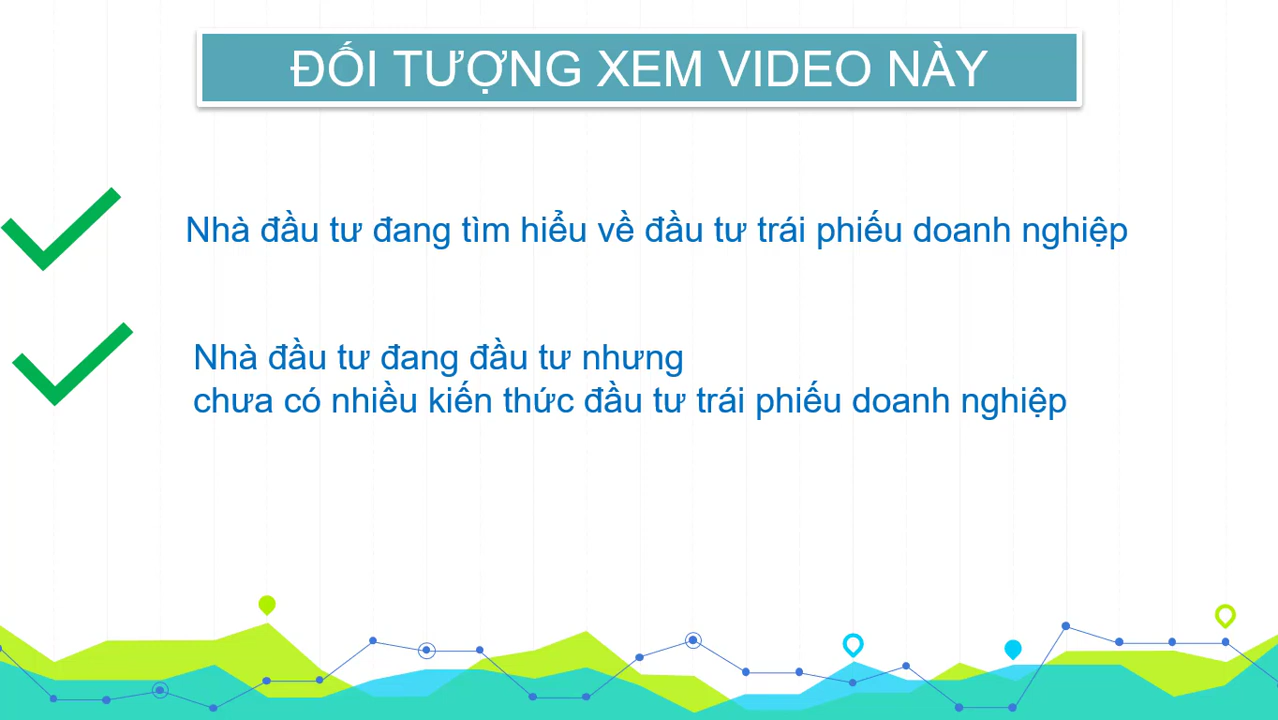 ĐỐI TƯỢNG XEM VIDEO NÀY
Nhà đầu tư đang tìm hiểu về đầu tư trái phiếu doanh nghiệp
Nhà đầu tư đang đầu tư nhưng
chưa có nhiều kiến thức đầu tư trái phiếu doanh nghiệp